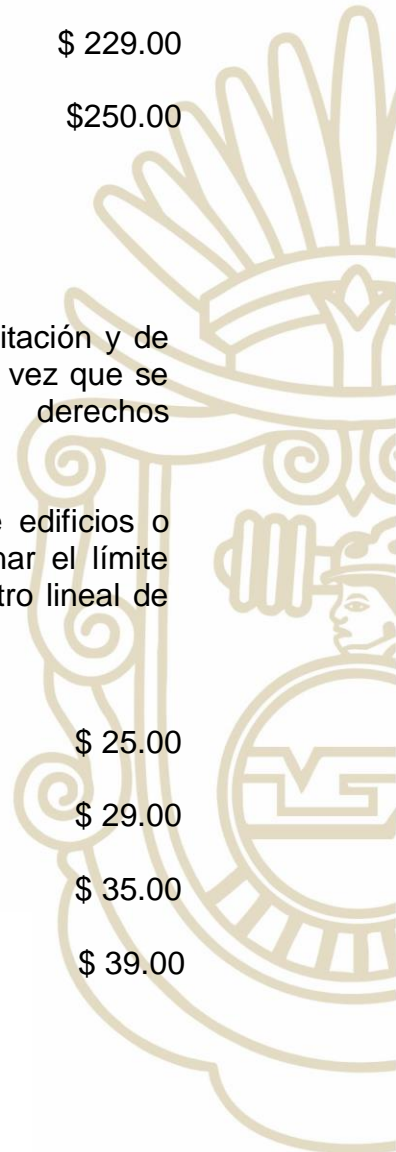 $ 229.00
$250.00
itación y de
vez que se
derechos
edificios o
nar el límite
tro lineal de
$ 25.00
$ 29.00
$ 35.00
$ 39.00